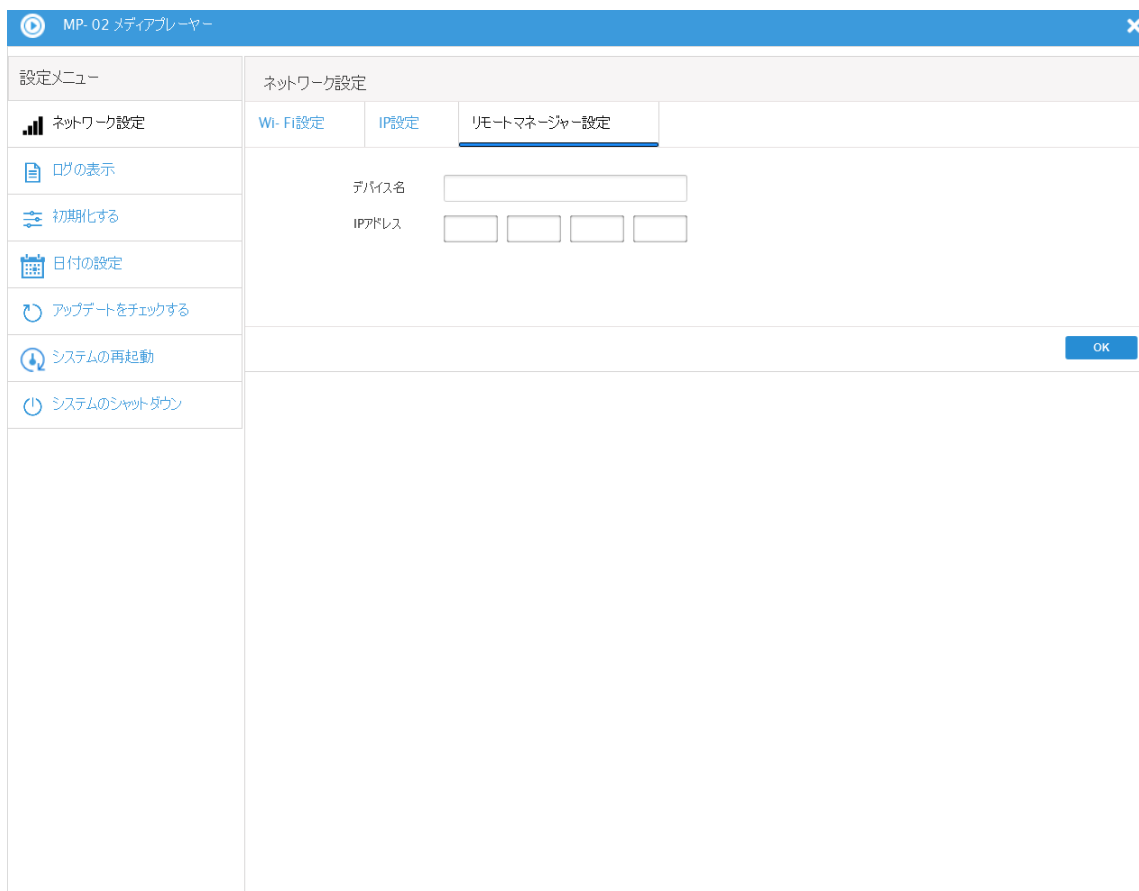 MP- 02 メディアプレーヤー
設定メニュー
ネットワーク設定
ログの表示
初期化する
日付の設定
アップデートをチェックする
システムの再起動
システムのシャットダウン
ネットワーク設定
Wi- Fi設定 IP設定 リモートマネージャー設定
デバイス名
IPアドレス
OK